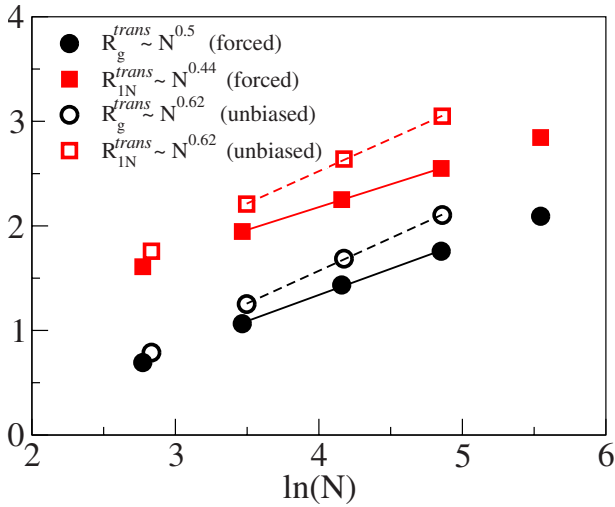 4
3
2
1
0
R_g^trans ~ N^0.5 (forced)
R_1N^trans ~ N^0.44 (forced)
R_g^trans ~ N^0.62 (unbiased)
R_1N^trans ~ N^0.62 (unbiased)
2 3 4 5 6
ln(N)